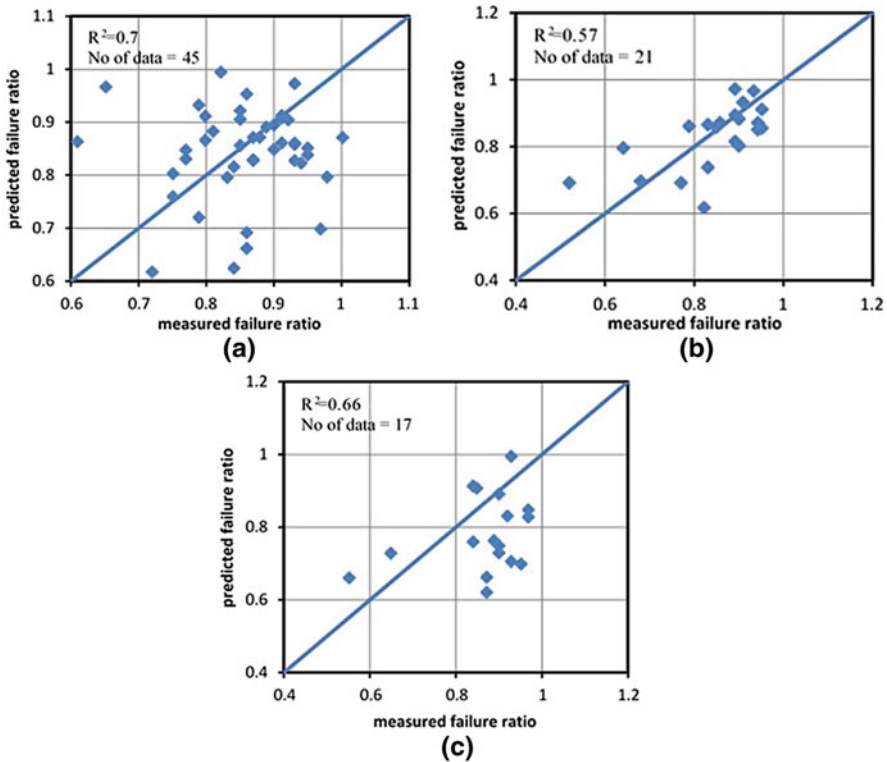 R²=0.7
No of data = 45
predicted failure ratio
1.1
1
0.9
0.8
0.7
0.6
0.6 0.7 0.8 0.9 1 1.1
measured failure ratio
(a)
R²=0.57
No of data = 21
predicted failure ratio
1.2
1
0.8
0.6
0.4
0.4 0.6 0.8 1 1.2
measured failure ratio
(b)
R²=0.66
No of data = 17
predicted failure ratio
1.2
1
0.8
0.6
0.4
0.4 0.6 0.8 1 1.2
measured failure ratio
(c)